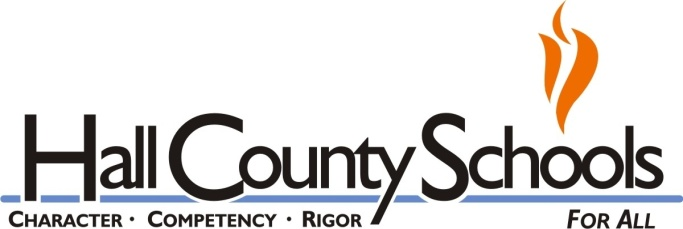 Hall County Schools
CHARACTER · COMPETENCY · RIGOR FOR ALL